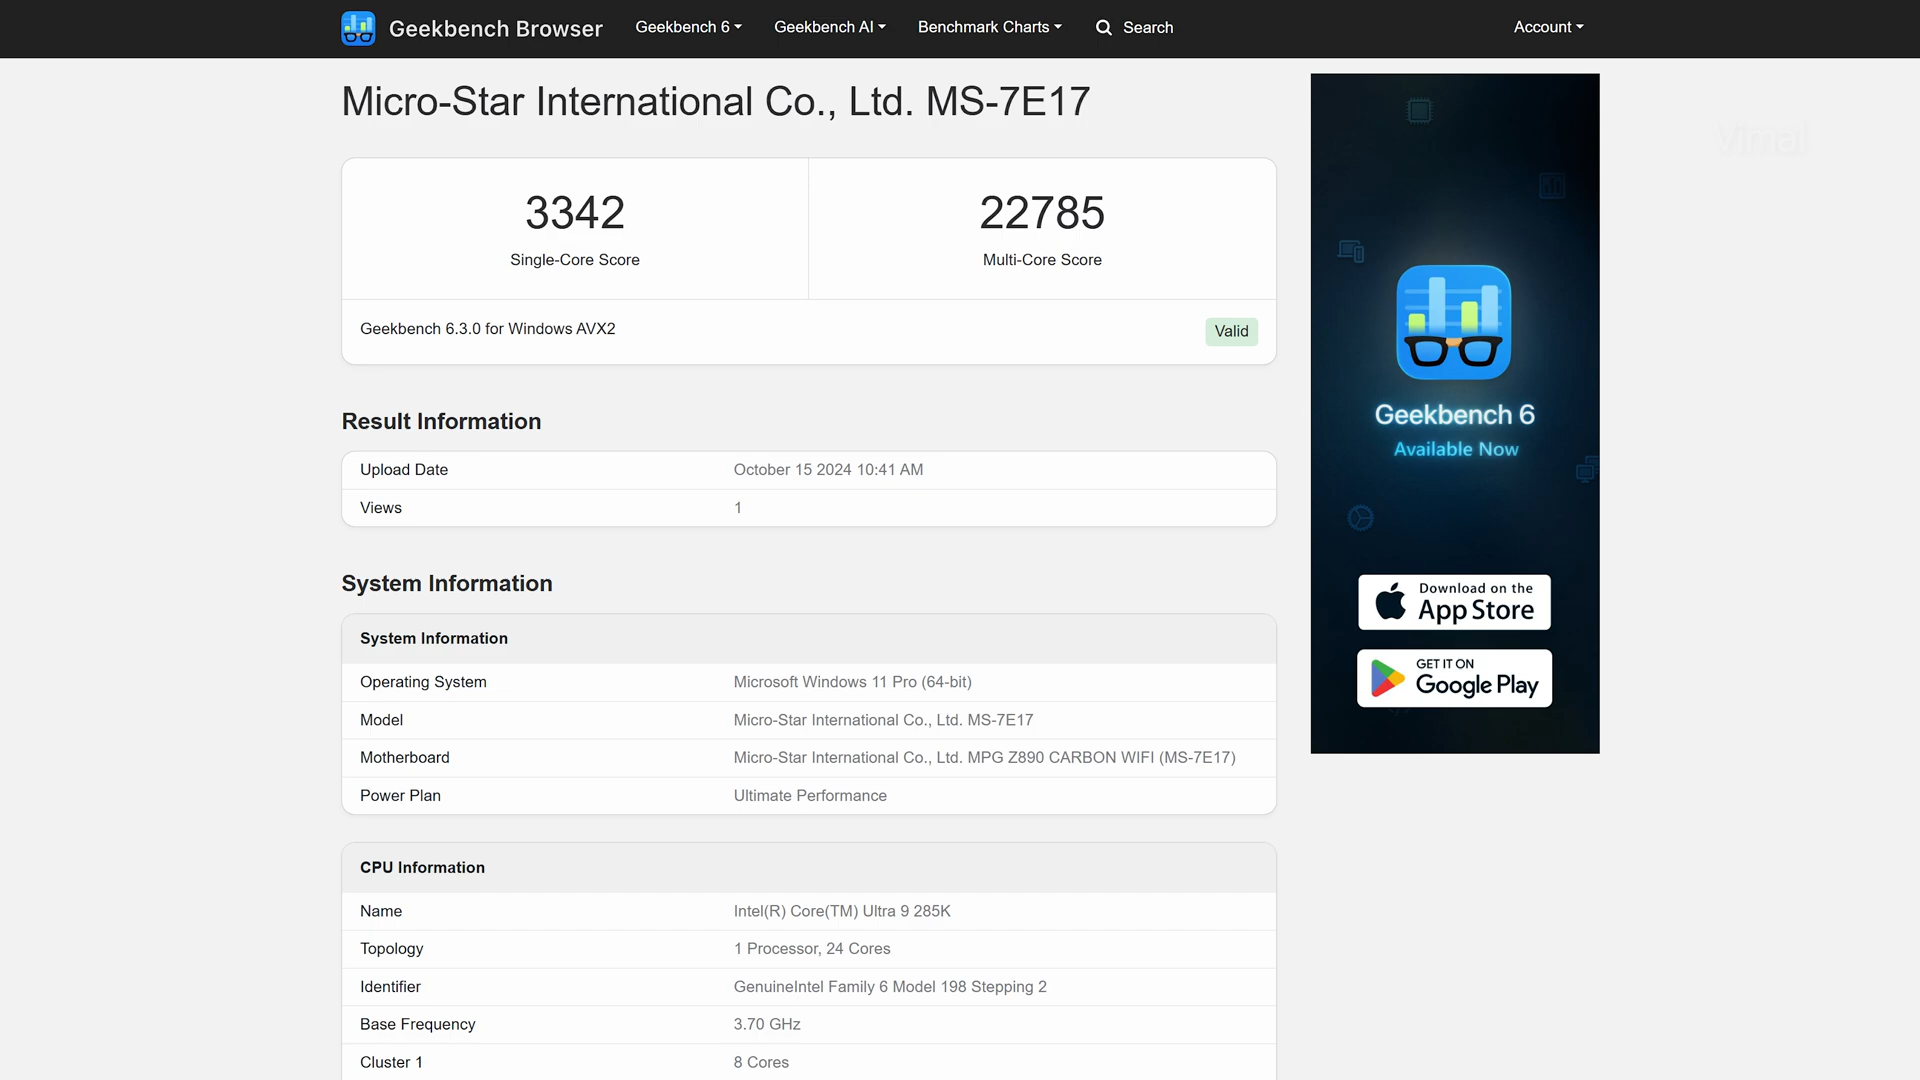 Geekbench Browser
Geekbench 6
Geekbench AI
Benchmark Charts
Search
Account
Micro-Star International Co., Ltd. MS-7E17
Vimal
3342
Single-Core Score
22785
Multi-Core Score
Geekbench 6.3.0 for Windows AVX2
Valid
Result Information
Upload Date October 15 2024 10:41 AM
Views 1
System Information
System Information
Operating System Microsoft Windows 11 Pro (64-bit)
Model Micro-Star International Co., Ltd. MS-7E17
Motherboard Micro-Star International Co., Ltd. MPG Z890 CARBON WIFI (MS-7E17)
Power Plan Ultimate Performance
CPU Information
Name Intel(R) Core(TM) Ultra 9 285K
Topology 1 Processor, 24 Cores
Identifier GenuineIntel Family 6 Model 198 Stepping 2
Base Frequency 3.70 GHz
Cluster 1 8 Cores
Geekbench 6
Available Now
Download on the
App Store
GET IT ON
Google Play